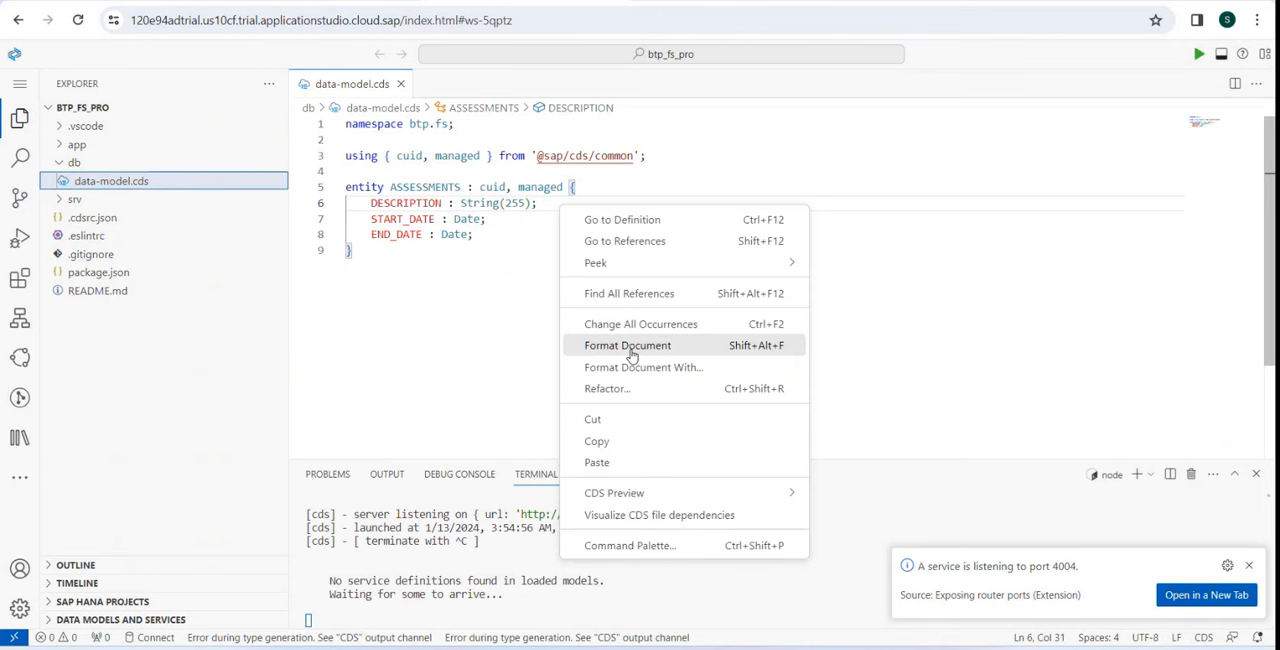 120e94adtrial.us10cf.trial.applicationstudio.cloud.sap/index.html#ws-5qptz
S
btp_fs_pro
EXPLORER
BTP_FS_PRO
.vscode
app
db
data-model.cds
srv
.cdsrc.json
.eslintrc
.gitignore
package.json
README.md
OUTLINE
TIMELINE
SAP HANA PROJECTS
DATA MODELS AND SERVICES
data-model.cds
db > data-model.cds > ASSESSMENTS > DESCRIPTION
1 namespace btp.fs;
2
3 using { cuid, managed } from '@sap/cds/common';
4
5 entity ASSESSMENTS : cuid, managed {
6 DESCRIPTION : String(255);
7 START_DATE : Date;
8 END_DATE : Date;
9 }
Go to Definition Ctrl+F12
Go to References Shift+F12
Peek
Find All References Shift+Alt+F12
Change All Occurrences Ctrl+F2
Format Document Shift+Alt+F
Format Document With...
Refactor... Ctrl+Shift+R
Cut
Copy
Paste
CDS Preview
Visualize CDS file dependencies
Command Palette... Ctrl+Shift+P
PROBLEMS OUTPUT DEBUG CONSOLE TERMINAL
node
[cds] - server listening on { url: 'http:/
[cds] - launched at 1/13/2024, 3:54:56 AM,
[cds] - [ terminate with ^C ]
No service definitions found in loaded models.
Waiting for some to arrive...
A service is listening to port 4004.
Source: Exposing router ports (Extension)
Open in a New Tab
0 0 0 Connect Error during type generation. See "CDS" output channel Error during type generation. See "CDS" output channel Ln 6, Col 31 Spaces: 4 UTF-8 LF CDS